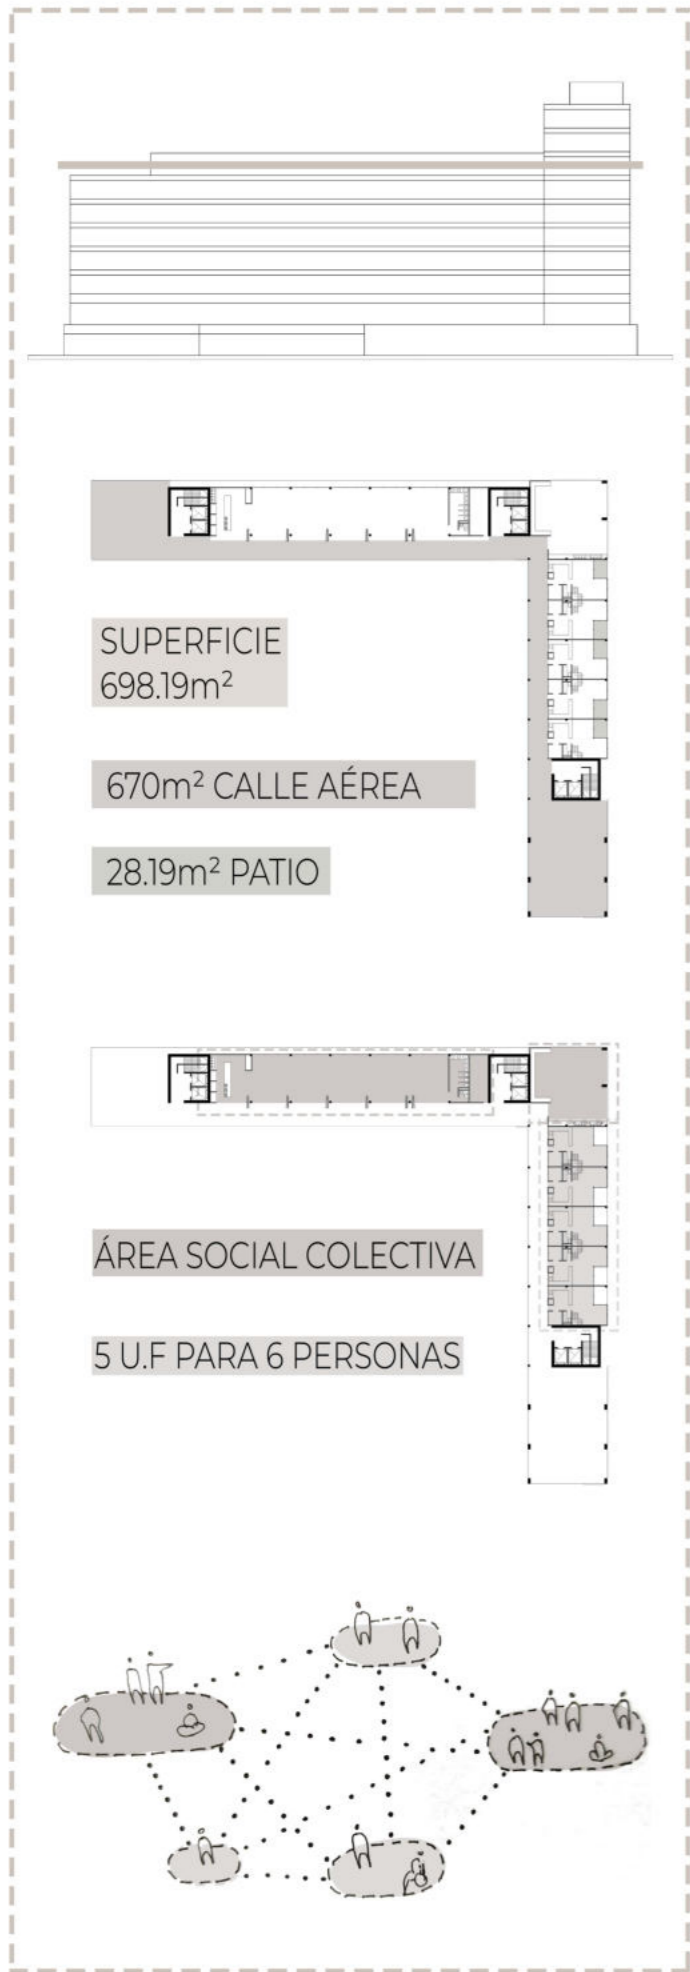 SUPERFICIE
698.19m²
670m² CALLE AÉREA
28.19m² PATIO
ÁREA SOCIAL COLECTIVA
5 U.F PARA 6 PERSONAS